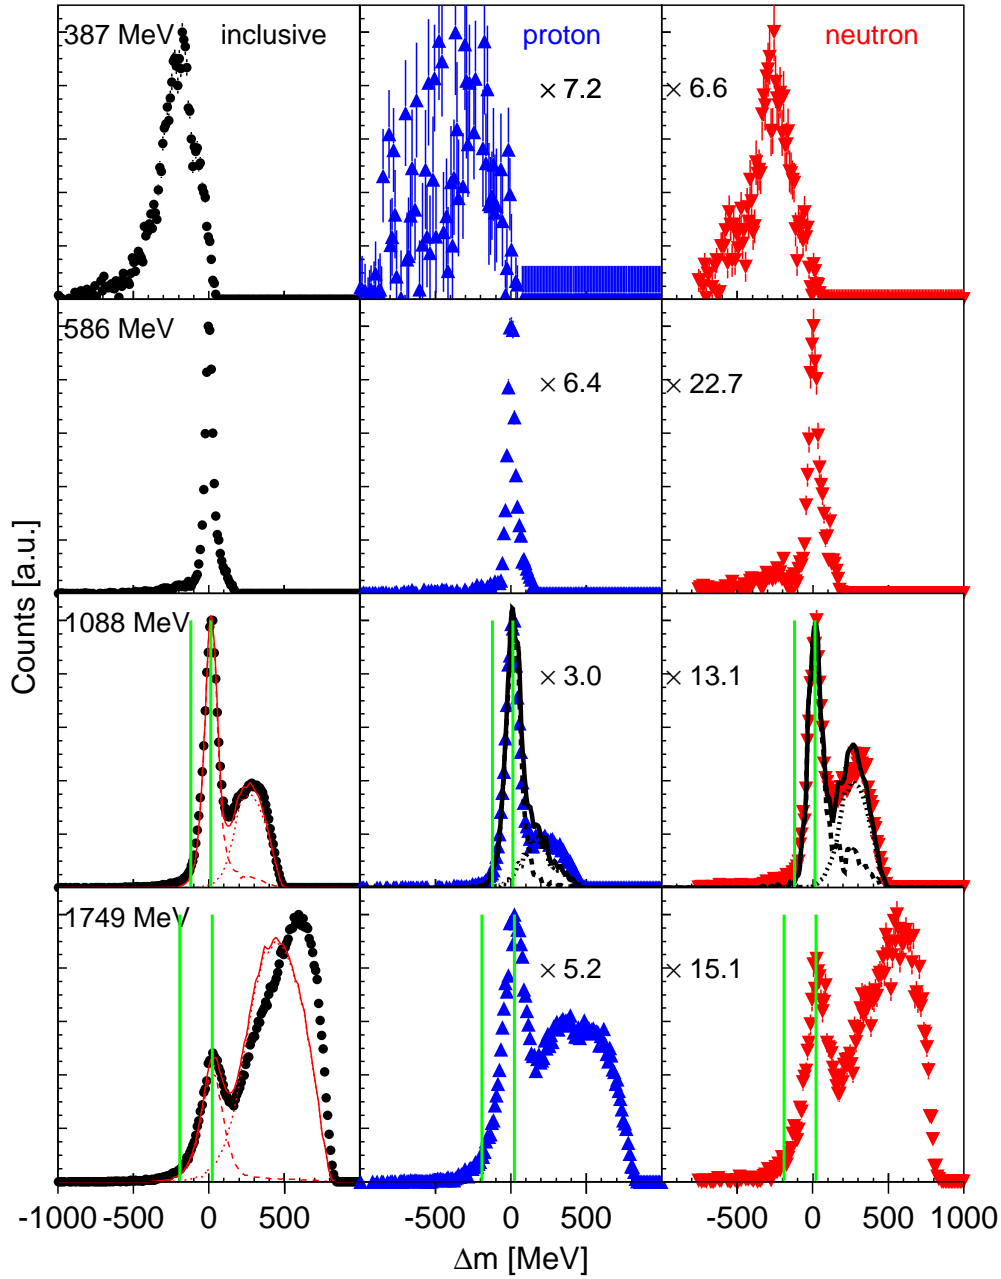 387 MeV inclusive proton neutron
× 7.2 × 6.6
586 MeV
× 6.4 × 22.7
1088 MeV
× 3.0 × 13.1
1749 MeV
× 5.2 × 15.1
Counts [a.u.]
-1000 -500 0 500 -500 0 500 -500 0 500 1000
Δm [MeV]